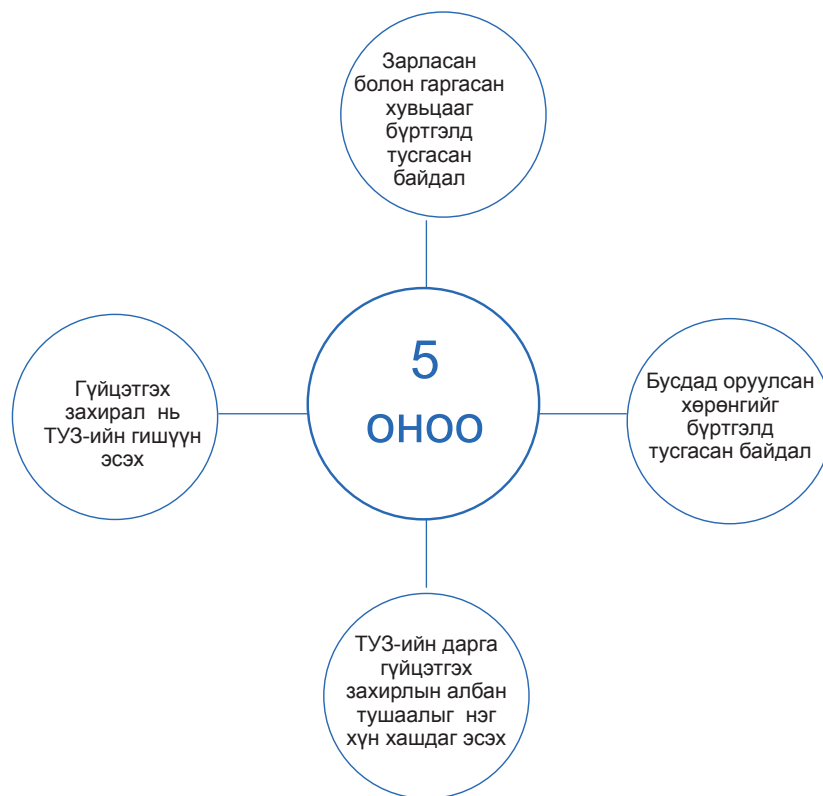 Зарласан
болон гаргасан
хувьцааг
бүртгэлд
тусгасан
байдал
Гүйцэтгэх
захирал нь
ТУЗ-ийн гишүүн
эсэх
5
оноо
Бусдад оруулсан
хөрөнгийг
бүртгэлд
тусгасан байдал
ТУЗ-ийн дарга
гүйцэтгэх
захирлын албан
тушаалыг нэг
хүн хашдаг эсэх